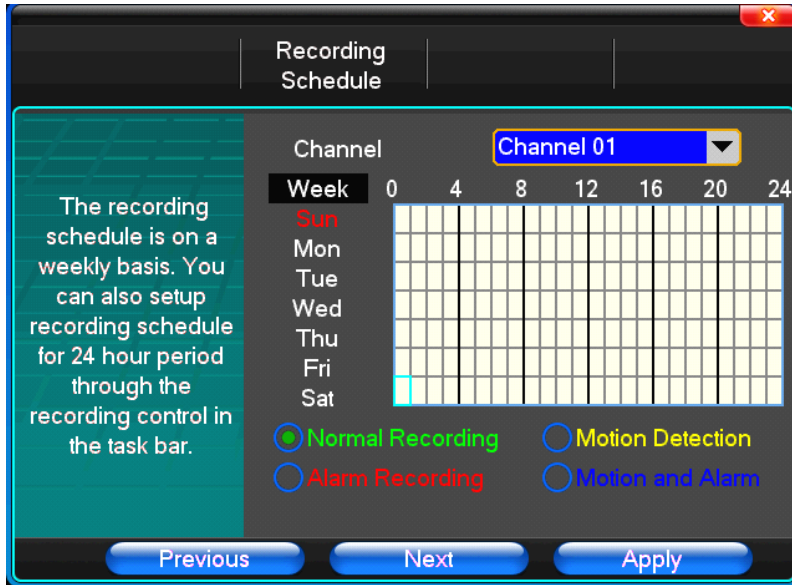 Recording
Schedule
The recording
schedule is on a
weekly basis. You
can also setup
recording schedule
for 24 hour period
through the
recording control in
the task bar.
Channel
Channel 01
Week 0 4 8 12 16 20 24
Sun
Mon
Tue
Wed
Thu
Fri
Sat
Normal Recording
Motion Detection
Alarm Recording
Motion and Alarm
Previous
Next
Apply